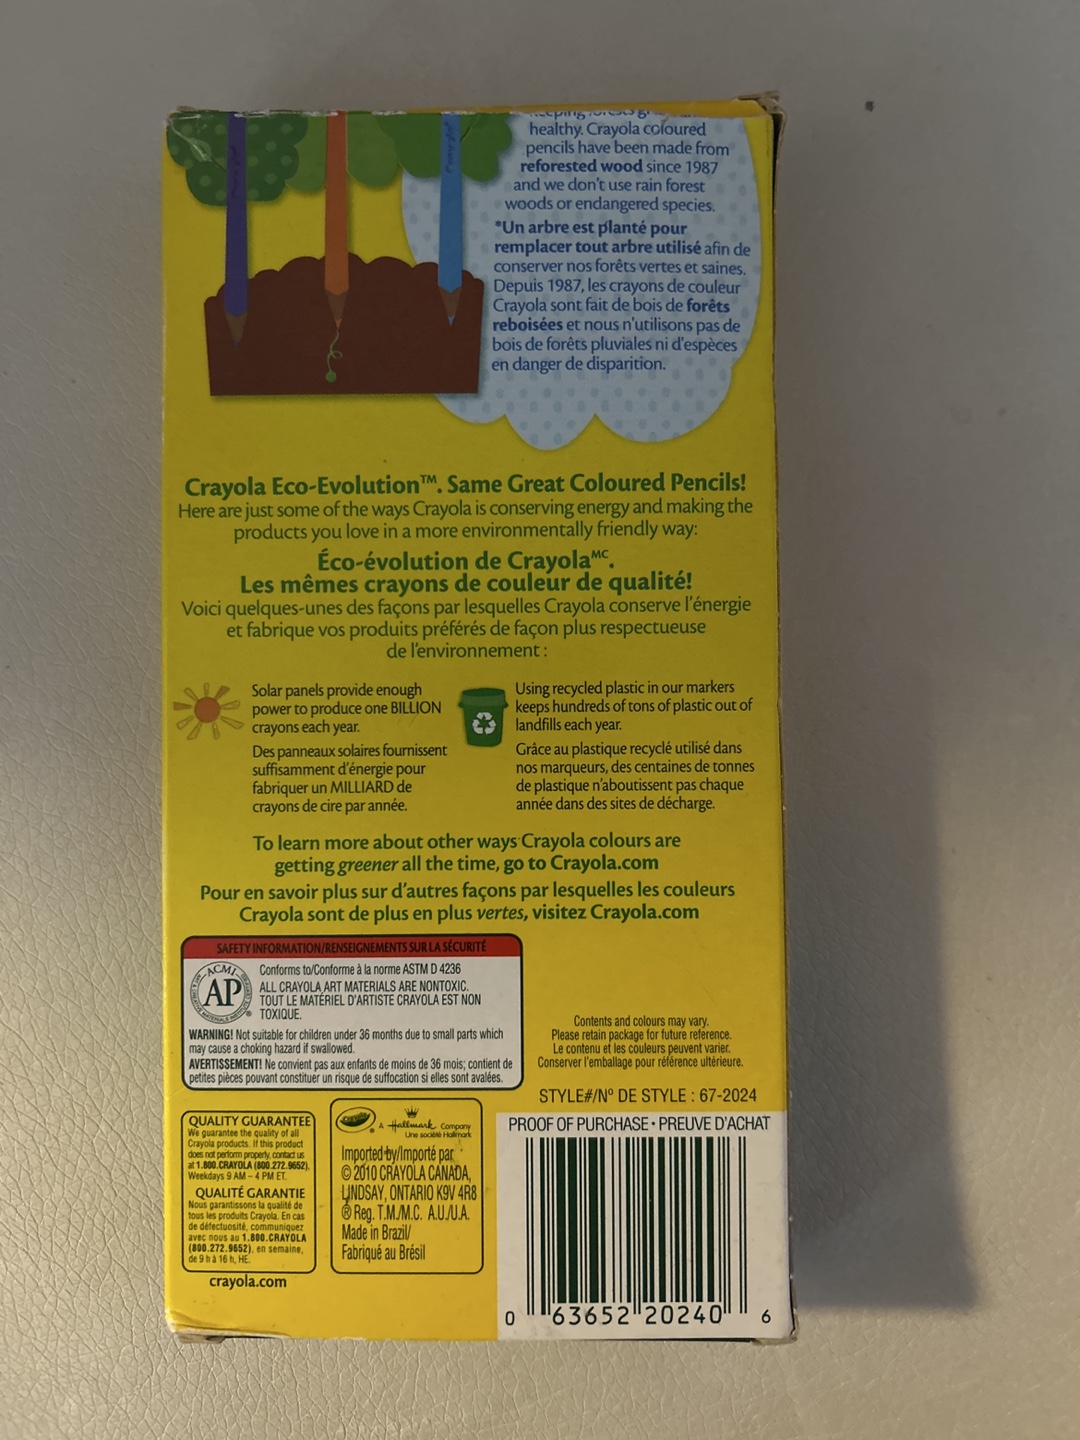 healthy. Crayola coloured
pencils have been made from
reforested wood since 1987
and we don't use rain forest
woods or endangered species.
*Un arbre est planté pour
remplacer tout arbre utilisé afin de
conserver nos forêts vertes et saines.
Depuis 1987, les crayons de couleur
Crayola sont fait de bois de forêts
reboisées et nous n'utilisons pas de
bois de forêts pluviales ni d'espèces
en danger de disparition.
Crayola Eco-Evolution™. Same Great Coloured Pencils!
Here are just some of the ways Crayola is conserving energy and making the
products you love in a more environmentally friendly way:
Éco-évolution de Crayola MC.
Les mêmes crayons de couleur de qualité!
Voici quelques-unes des façons par lesquelles Crayola conserve l'énergie
et fabrique vos produits préférés de façon plus respectueuse
de l'environnement :
Solar panels provide enough
power to produce one BILLION
crayons each year.
Des panneaux solaires fournissent
suffisamment d'énergie pour
fabriquer un MILLIARD de
crayons de cire par année.
Using recycled plastic in our markers
keeps hundreds of tons of plastic out of
landfills each year.
Grâce au plastique recyclé utilisé dans
nos marqueurs, des centaines de tonnes
de plastique n'aboutissent pas chaque
année dans des sites de décharge.
To learn more about other ways Crayola colours are
getting greener all the time, go to Crayola.com
Pour en savoir plus sur d'autres façons par lesquelles les couleurs
Crayola sont de plus en plus vertes, visitez Crayola.com
SAFETY INFORMATION/RENSEIGNEMENTS SUR LA SÉCURITÉ
ACMI
AP
Conforms to/Conforme à la norme ASTM D 4236
ALL CRAYOLA ART MATERIALS ARE NONTOXIC.
TOUT LE MATÉRIEL D'ARTISTE CRAYOLA EST NON
TOXIQUE.
WARNING! Not suitable for children under 36 months due to small parts which
may cause a choking hazard if swallowed.
AVERTISSEMENT! Ne convient pas aux enfants de moins de 36 mois; contient de
petites pièces pouvant constituer un risque de suffocation si elles sont avalées.
Contents and colours may vary.
Please retain package for future reference.
Le contenu et les couleurs peuvent varier.
Conserver l'emballage pour référence ultérieure.
STYLE#/Nº DE STYLE : 67-2024
QUALITY GUARANTEE
We guarantee the quality of all
Crayola products. If this product
does not perform properly, contact us
at 1.800.CRAYOLA (800.272.9652),
Weekdays 9 AM – 4 PM ET.
QUALITÉ GARANTIE
Nous garantissons la qualité de
tous les produits Crayola. En cas
de défectuosité, communiquez
avec nous au 1.800.CRAYOLA
(800.272.9652), en semaine,
de 9 h à 16 h, HE.
crayola.com
Crayola
A Hallmark Company
Une société Hallmark
Imported by/Importé par
© 2010 CRAYOLA CANADA,
LINDSAY, ONTARIO K9V 4R8
® Reg. T.M./M.C. A.U./U.A.
Made in Brazil/
Fabriqué au Brésil
PROOF OF PURCHASE • PREUVE D'ACHAT
0 63652 20240 6